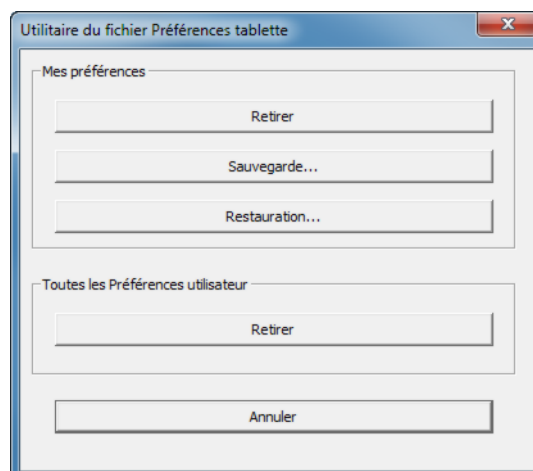 Utilitaire du fichier Préférences tablette
Mes préférences
Retirer
Sauvegarde...
Restauration...
Toutes les Préférences utilisateur
Retirer
Annuler